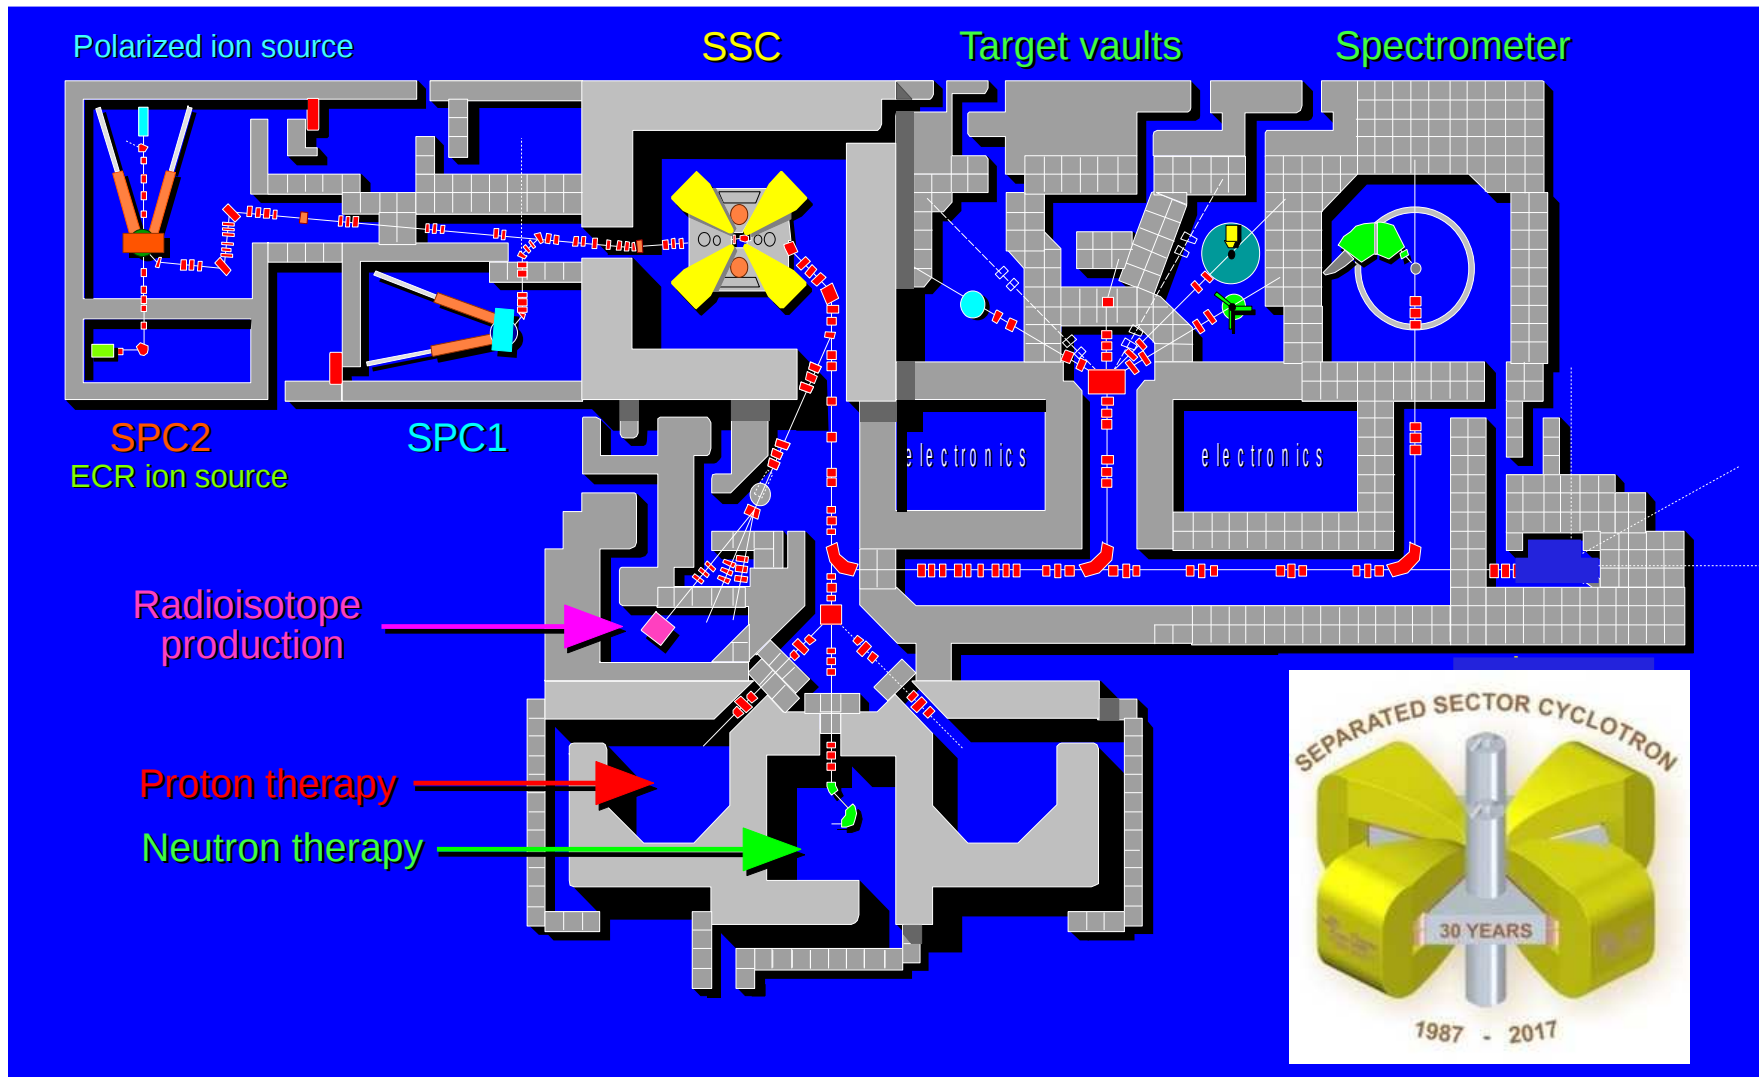 Polarized ion source
SSC
Target vaults
Spectrometer
SPC2
ECR ion source
SPC1
electronics
electronics
Radioisotope
production
Proton therapy
Neutron therapy
SEPARATED SECTOR CYCLOTRON
30 YEARS
1987 - 2017